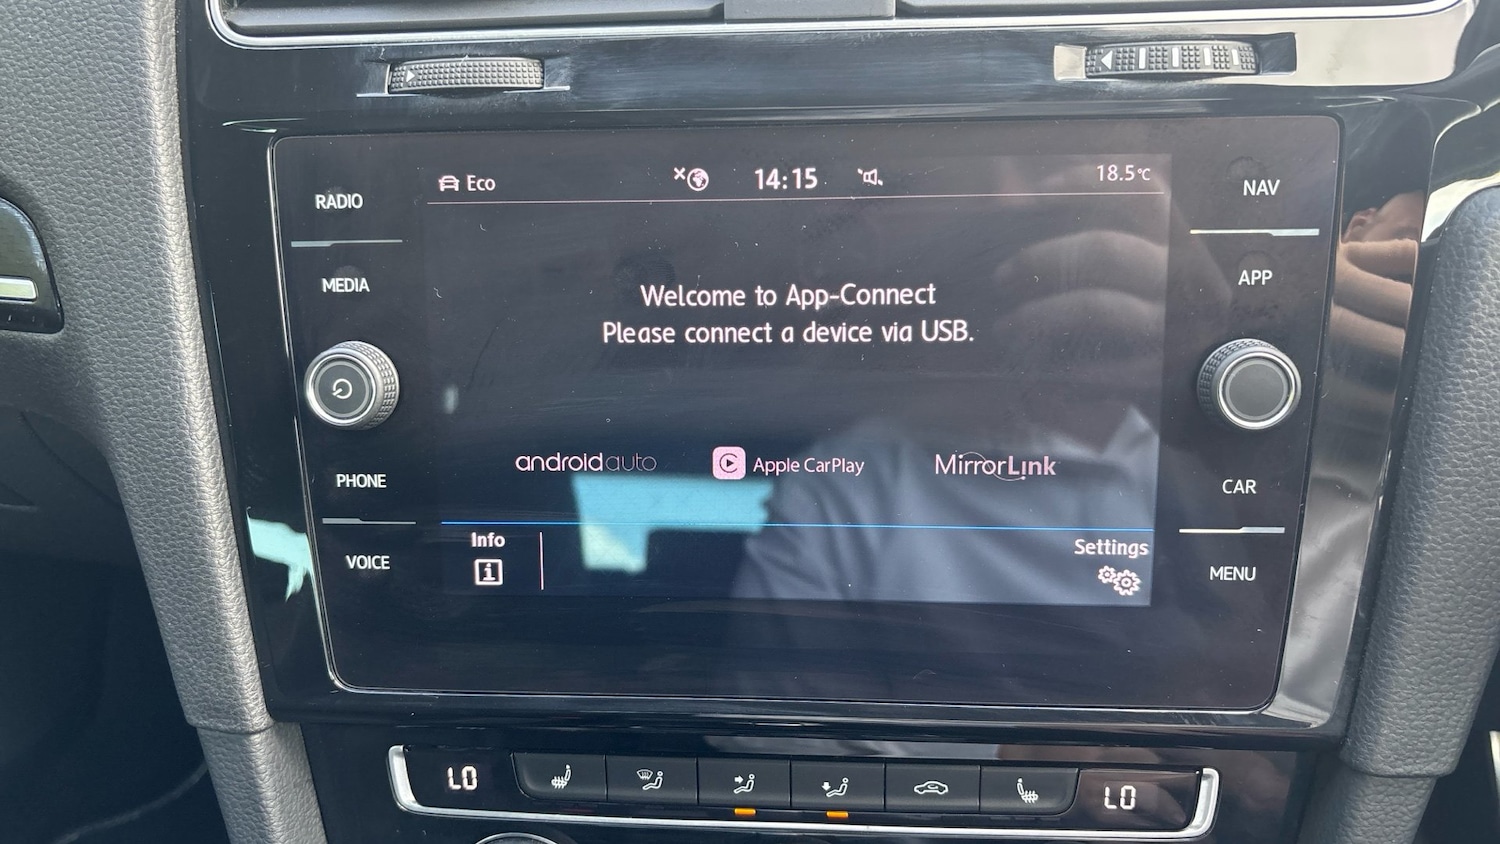 RADIO
MEDIA
PHONE
VOICE
Eco
14:15
18.5°C
Welcome to App-Connect
Please connect a device via USB.
androidauto
Apple CarPlay
MirrorLink
Info
Settings
NAV
APP
CAR
MENU
LO
LO